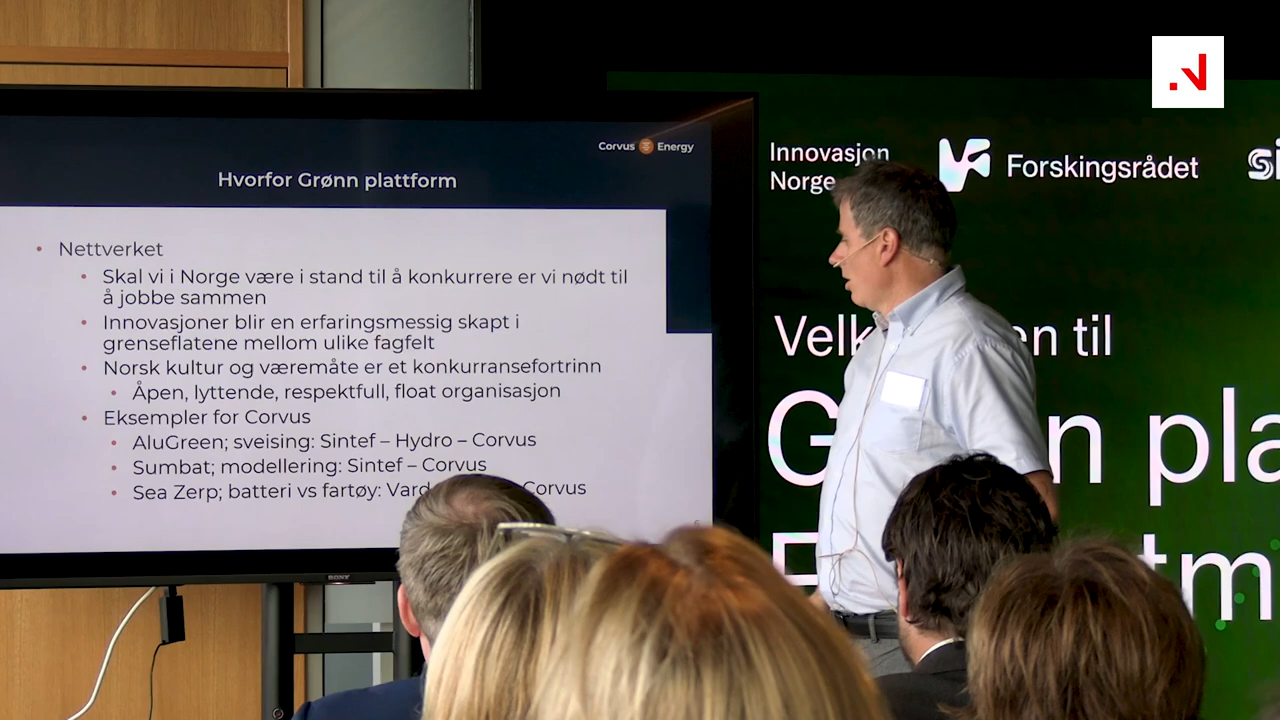 Corvus Energy
Hvorfor Grønn plattform
• Nettverket
• Skal vi i Norge være i stand til å konkurrere er vi nødt til
å jobbe sammen
• Innovasjoner blir en erfaringsmessig skapt i
grenseflatene mellom ulike fagfelt
• Norsk kultur og væremåte er et konkurransefortrinn
• Åpen, lyttende, respektfull, float organisasjon
• Eksempler for Corvus
• AluGreen; sveising: Sintef – Hydro – Corvus
• Sumbat; modellering: Sintef – Corvus
• Sea Zerp; batteri vs fartøy: Vard Corvus
SONY
Innovasjon
Norge
Forskingsrådet
til